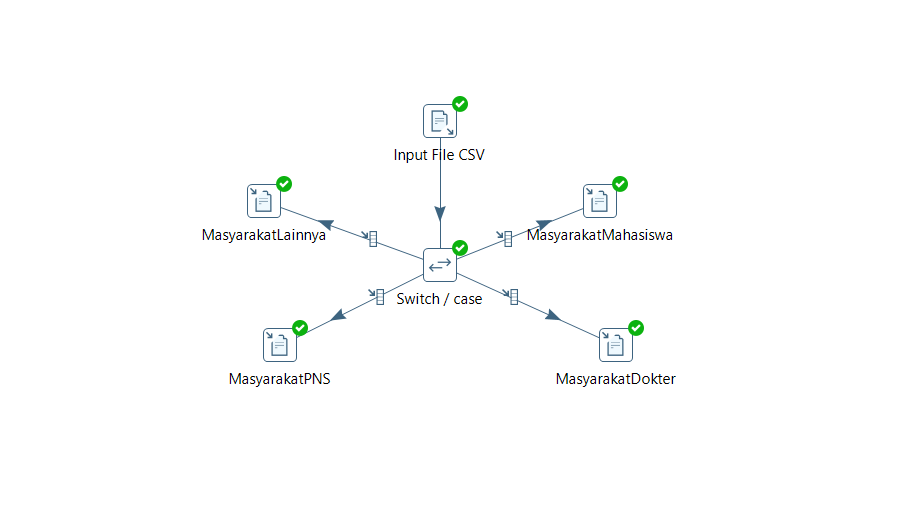 Input File CSV
MasyarakatLainnya
MasyarakatMahasiswa
Switch / case
MasyarakatPNS
MasyarakatDokter